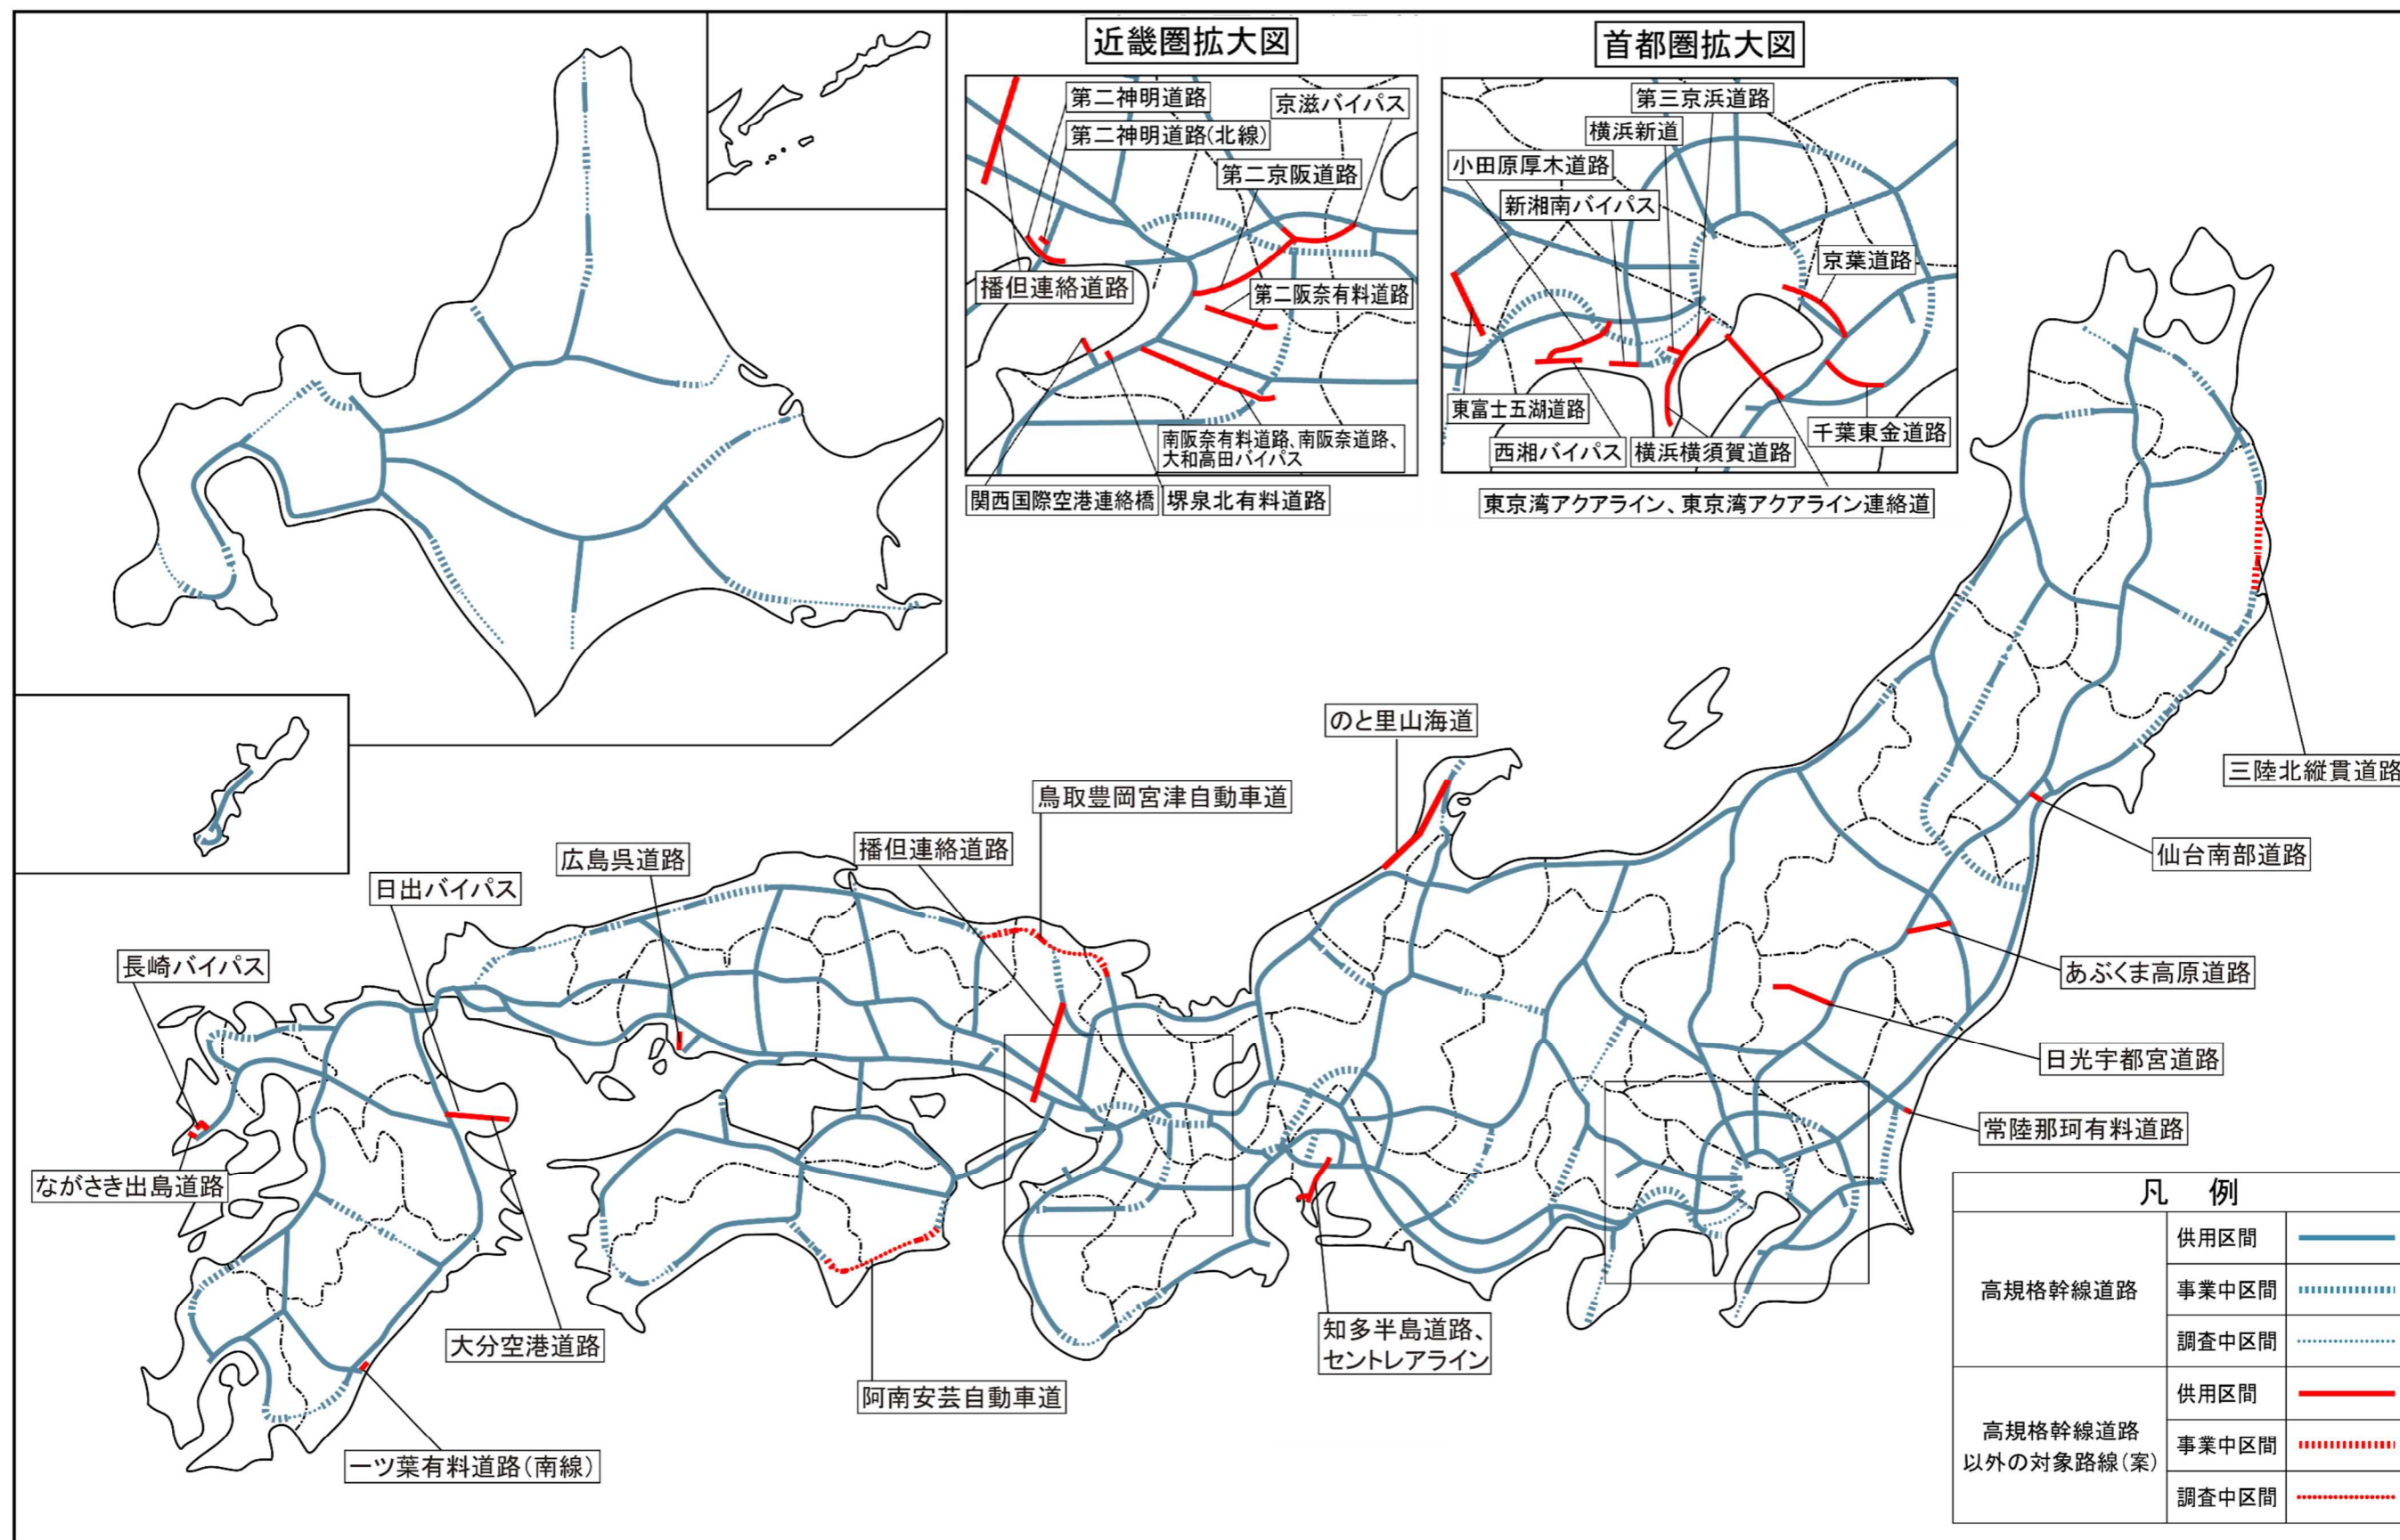 近畿圏拡大図
第二神明道路
第二神明道路(北線)
京滋バイパス
第二京阪道路
播但連絡道路
第二阪奈有料道路
南阪奈有料道路、南阪奈道路、
大和高田バイパス
関西国際空港連絡橋
堺泉北有料道路
首都圏拡大図
第三京浜道路
横浜新道
小田原厚木道路
新湘南バイパス
京葉道路
東富士五湖道路
西湘バイパス
横浜横須賀道路
千葉東金道路
東京湾アクアライン、東京湾アクアライン連絡道
のと里山海道
三陸北縦貫道路
鳥取豊岡宮津自動車道
播但連絡道路
広島呉道路
日出バイパス
長崎バイパス
仙台南部道路
あぶくま高原道路
日光宇都宮道路
常陸那珂有料道路
ながさき出島道路
大分空港道路
知多半島道路、
セントレアライン
阿南安芸自動車道
一ツ葉有料道路(南線)
凡 例
高規格幹線道路
供用区間
事業中区間
調査中区間
高規格幹線道路
以外の対象路線(案)
供用区間
事業中区間
調査中区間